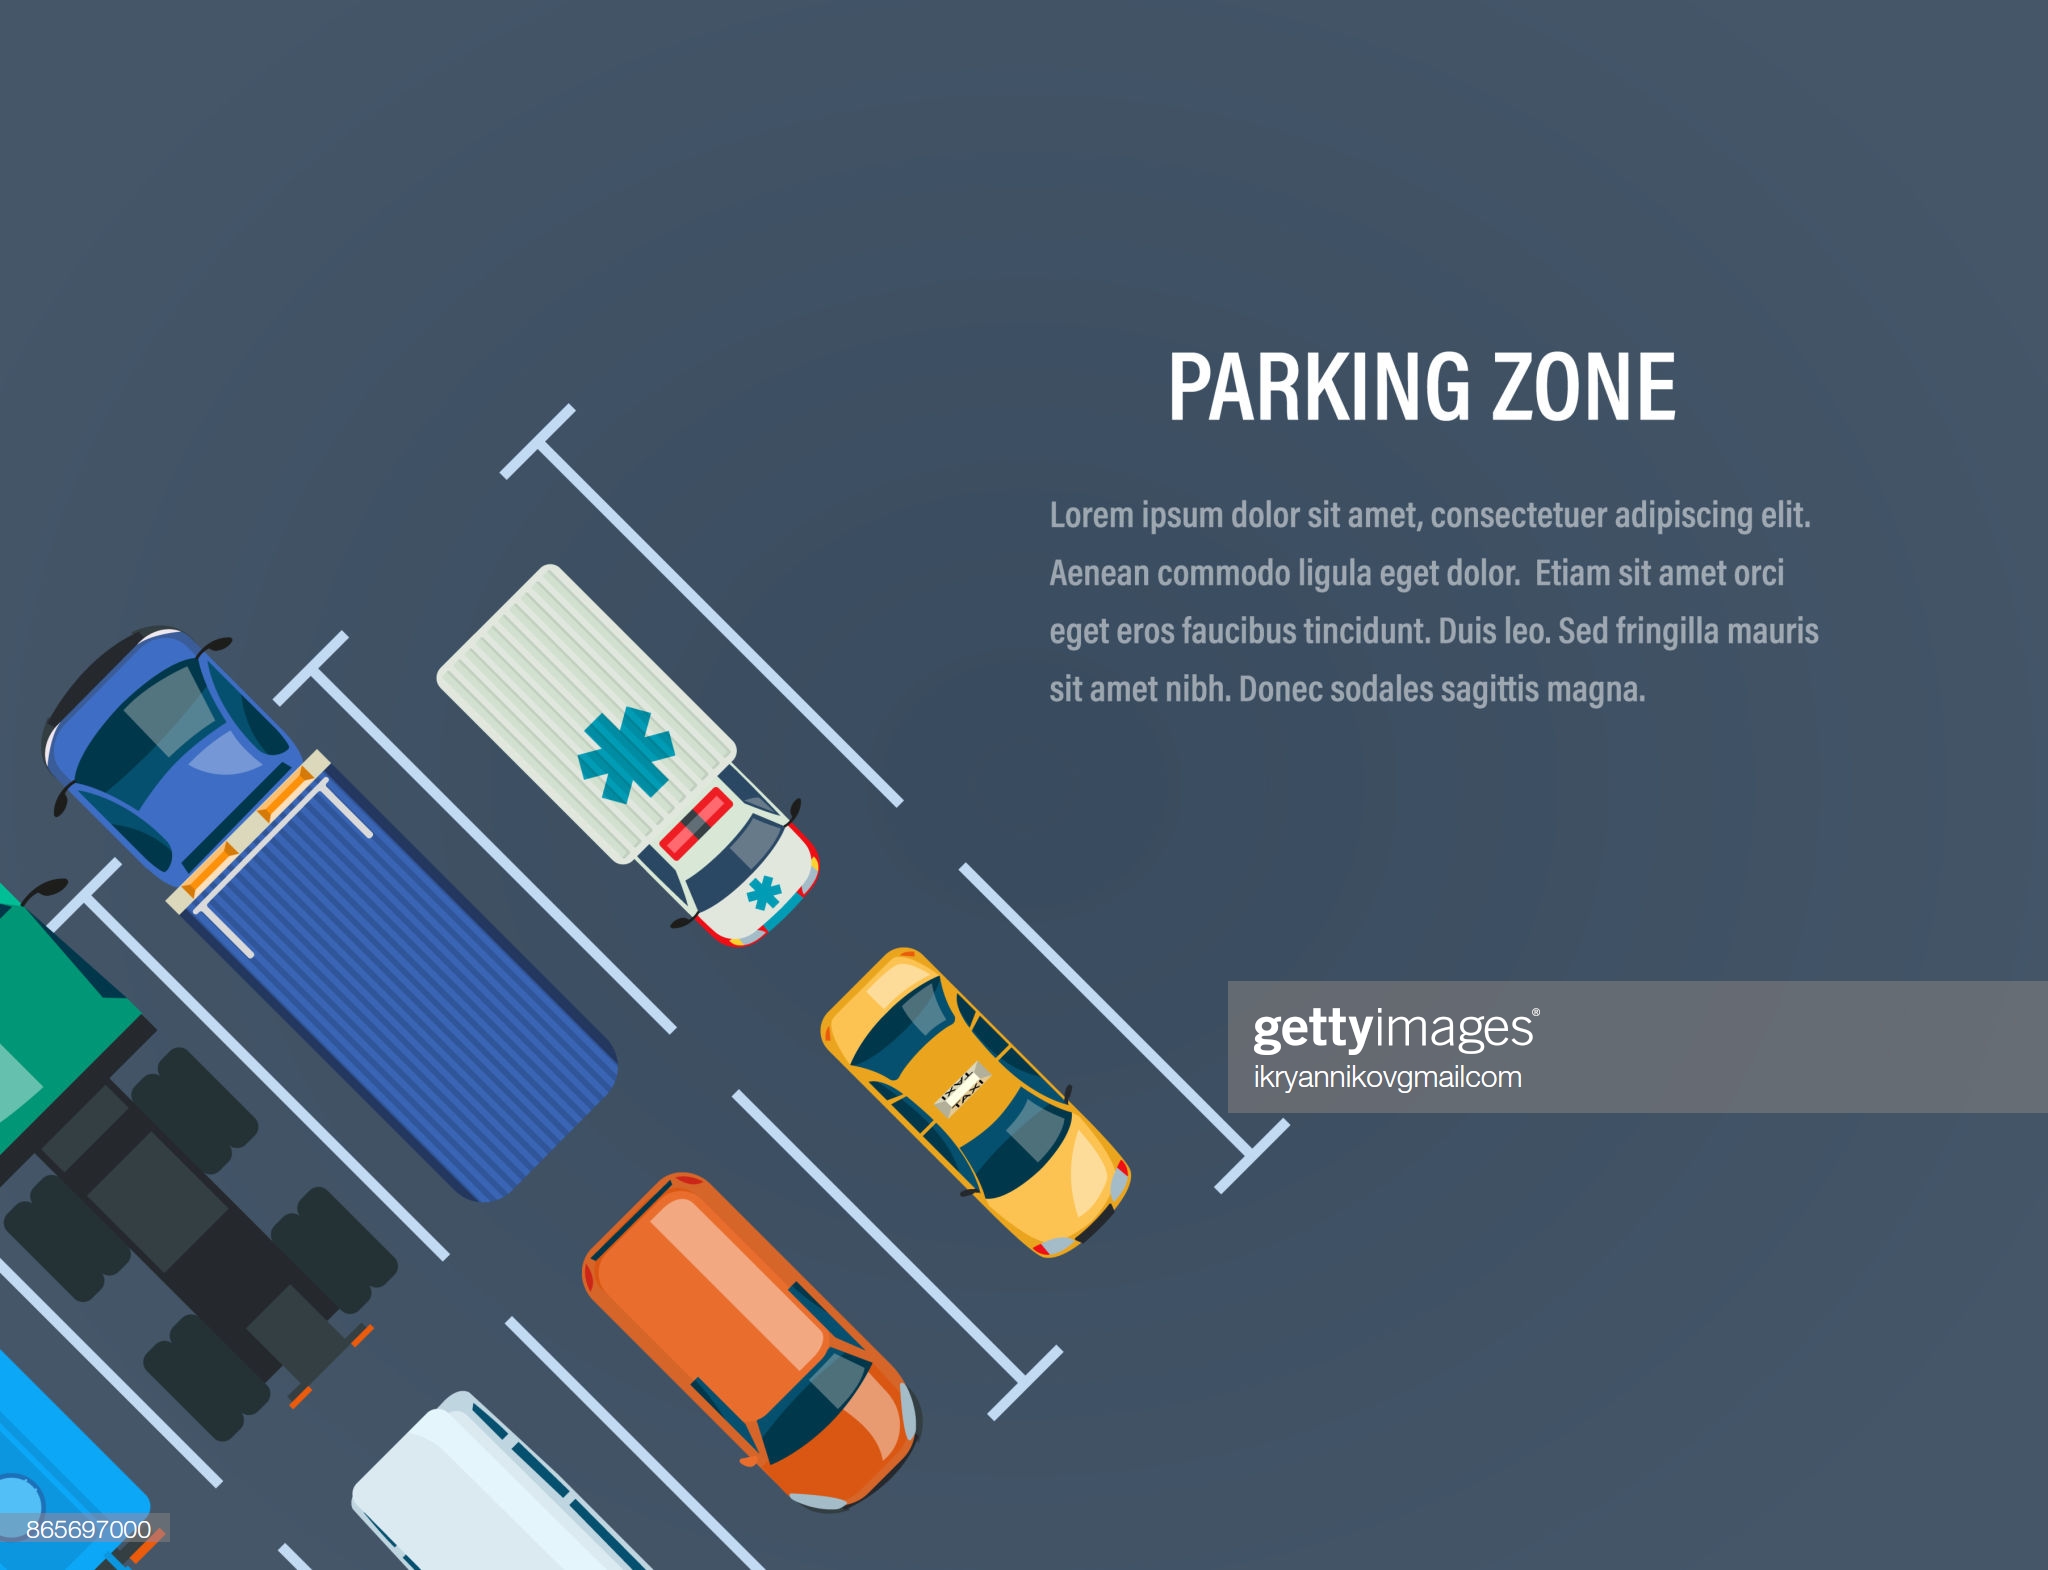 PARKING ZONE
Lorem ipsum dolor sit amet, consectetuer adipiscing elit.
Aenean commodo ligula eget dolor.  Etiam sit amet orci
eget eros faucibus tincidunt. Duis leo. Sed fringilla mauris
sit amet nibh. Donec sodales sagittis magna.
TAXI
TAXI
gettyimages®
ikryannikovgmailcom
865697000